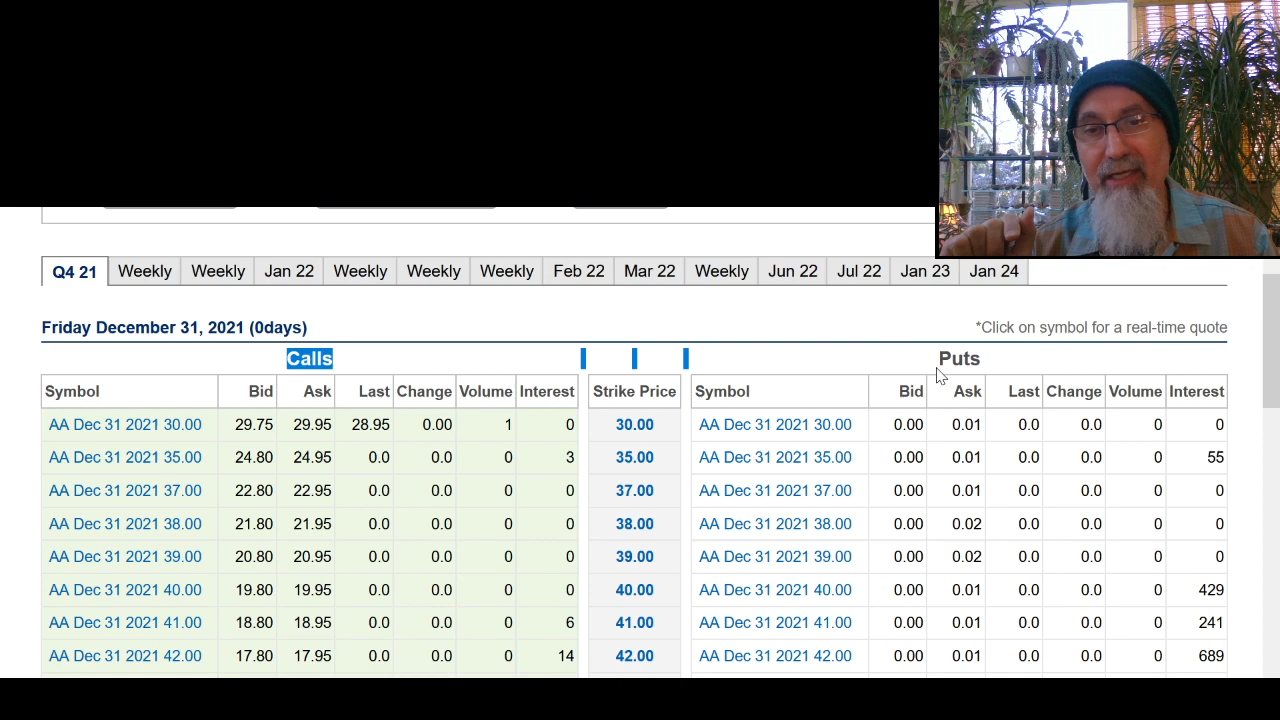 Q4 21 Weekly Weekly Jan 22 Weekly Weekly Weekly Feb 22 Mar 22 Weekly Jun 22 Jul 22 Jan 23 Jan 24
Friday December 31, 2021 (0days) *Click on symbol for a real-time quote
Calls Puts
Symbol Bid Ask Last Change Volume Interest Strike Price Symbol Bid Ask Last Change Volume Interest
AA Dec 31 2021 30.00 29.75 29.95 28.95 0.00 1 0 30.00 AA Dec 31 2021 30.00 0.00 0.01 0.0 0.0 0 0
AA Dec 31 2021 35.00 24.80 24.95 0.0 0.0 0 3 35.00 AA Dec 31 2021 35.00 0.00 0.01 0.0 0.0 0 55
AA Dec 31 2021 37.00 22.80 22.95 0.0 0.0 0 0 37.00 AA Dec 31 2021 37.00 0.00 0.01 0.0 0.0 0 0
AA Dec 31 2021 38.00 21.80 21.95 0.0 0.0 0 0 38.00 AA Dec 31 2021 38.00 0.00 0.02 0.0 0.0 0 0
AA Dec 31 2021 39.00 20.80 20.95 0.0 0.0 0 0 39.00 AA Dec 31 2021 39.00 0.00 0.02 0.0 0.0 0 0
AA Dec 31 2021 40.00 19.80 19.95 0.0 0.0 0 0 40.00 AA Dec 31 2021 40.00 0.00 0.01 0.0 0.0 0 429
AA Dec 31 2021 41.00 18.80 18.95 0.0 0.0 0 6 41.00 AA Dec 31 2021 41.00 0.00 0.01 0.0 0.0 0 241
AA Dec 31 2021 42.00 17.80 17.95 0.0 0.0 0 14 42.00 AA Dec 31 2021 42.00 0.00 0.01 0.0 0.0 0 689